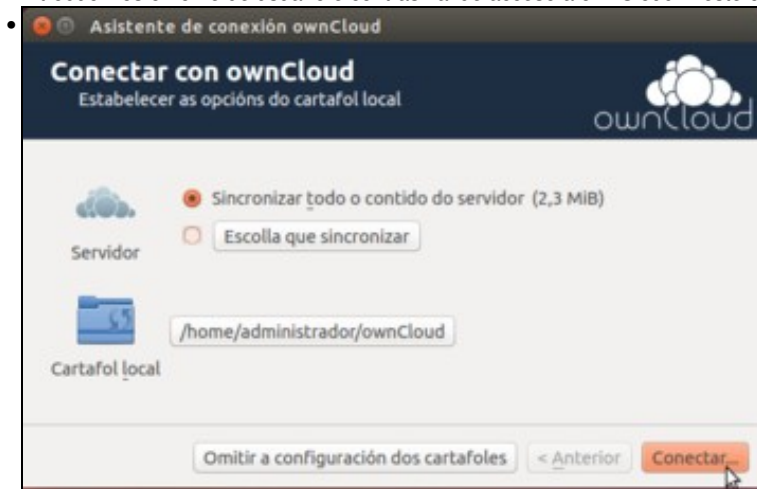 Asistente de conexión ownCloud
Conectar con ownCloud
Estabelecer as opcións do cartafol local
ownCloud
Servidor
Sincronizar todo o contido do servidor (2,3 MiB)
Escolla que sincronizar
Cartafol local
/home/administrador/ownCloud
Omitir a configuración dos cartafoles
< Anterior
Conectar...